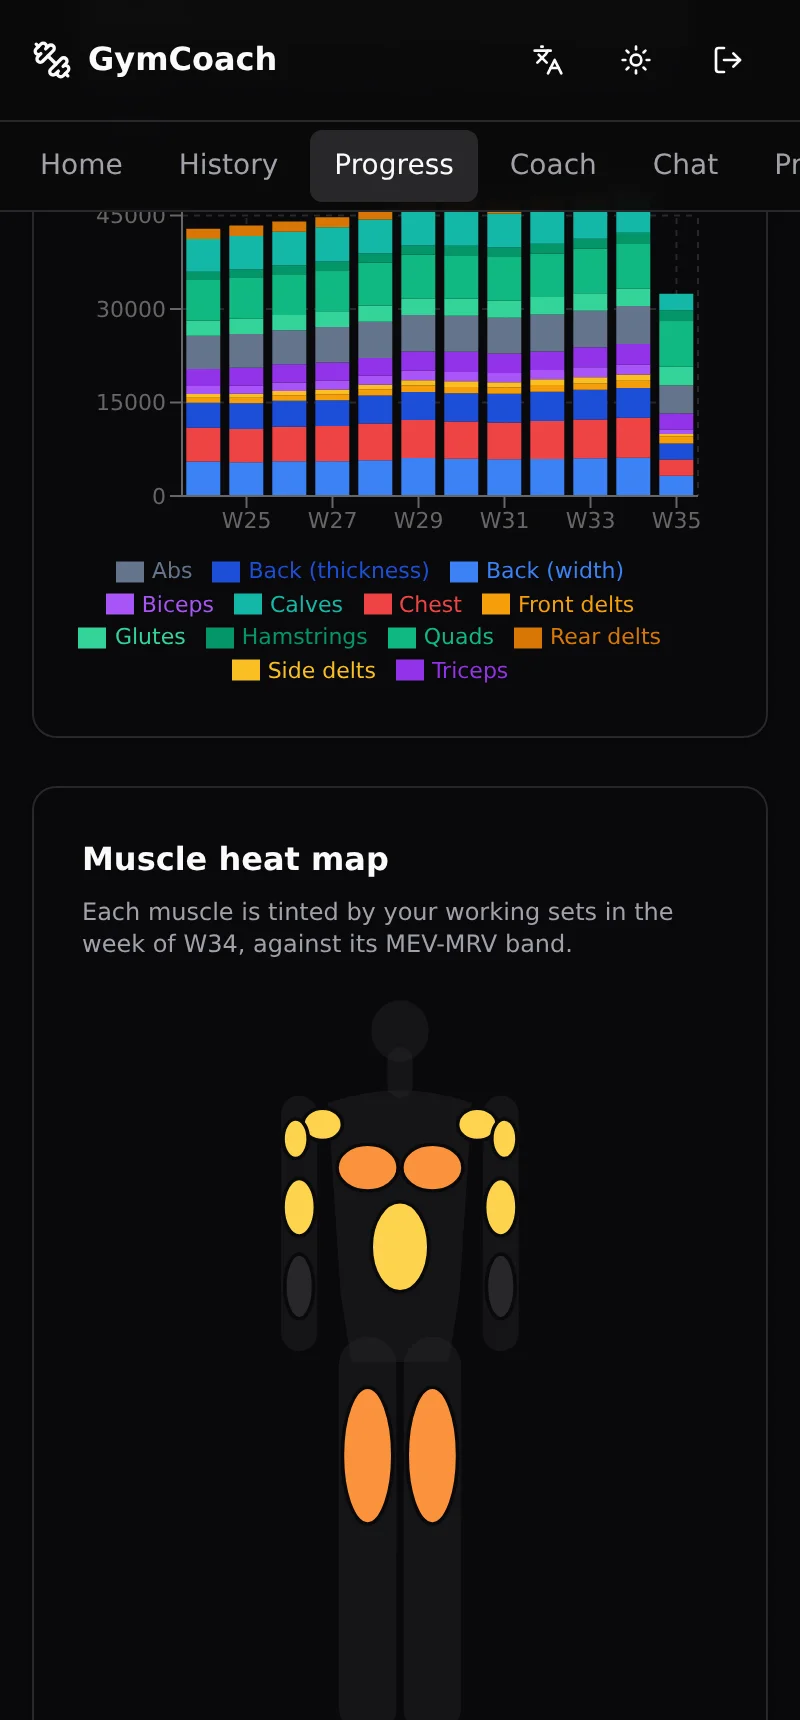 GymCoach
Home History Progress Coach Chat Pr
45000
30000
15000
0
W25 W27 W29 W31 W33 W35
Abs Back (thickness) Back (width)
Biceps Calves Chest Front delts
Glutes Hamstrings Quads Rear delts
Side delts Triceps
Muscle heat map
Each muscle is tinted by your working sets in the
week of W34, against its MEV-MRV band.